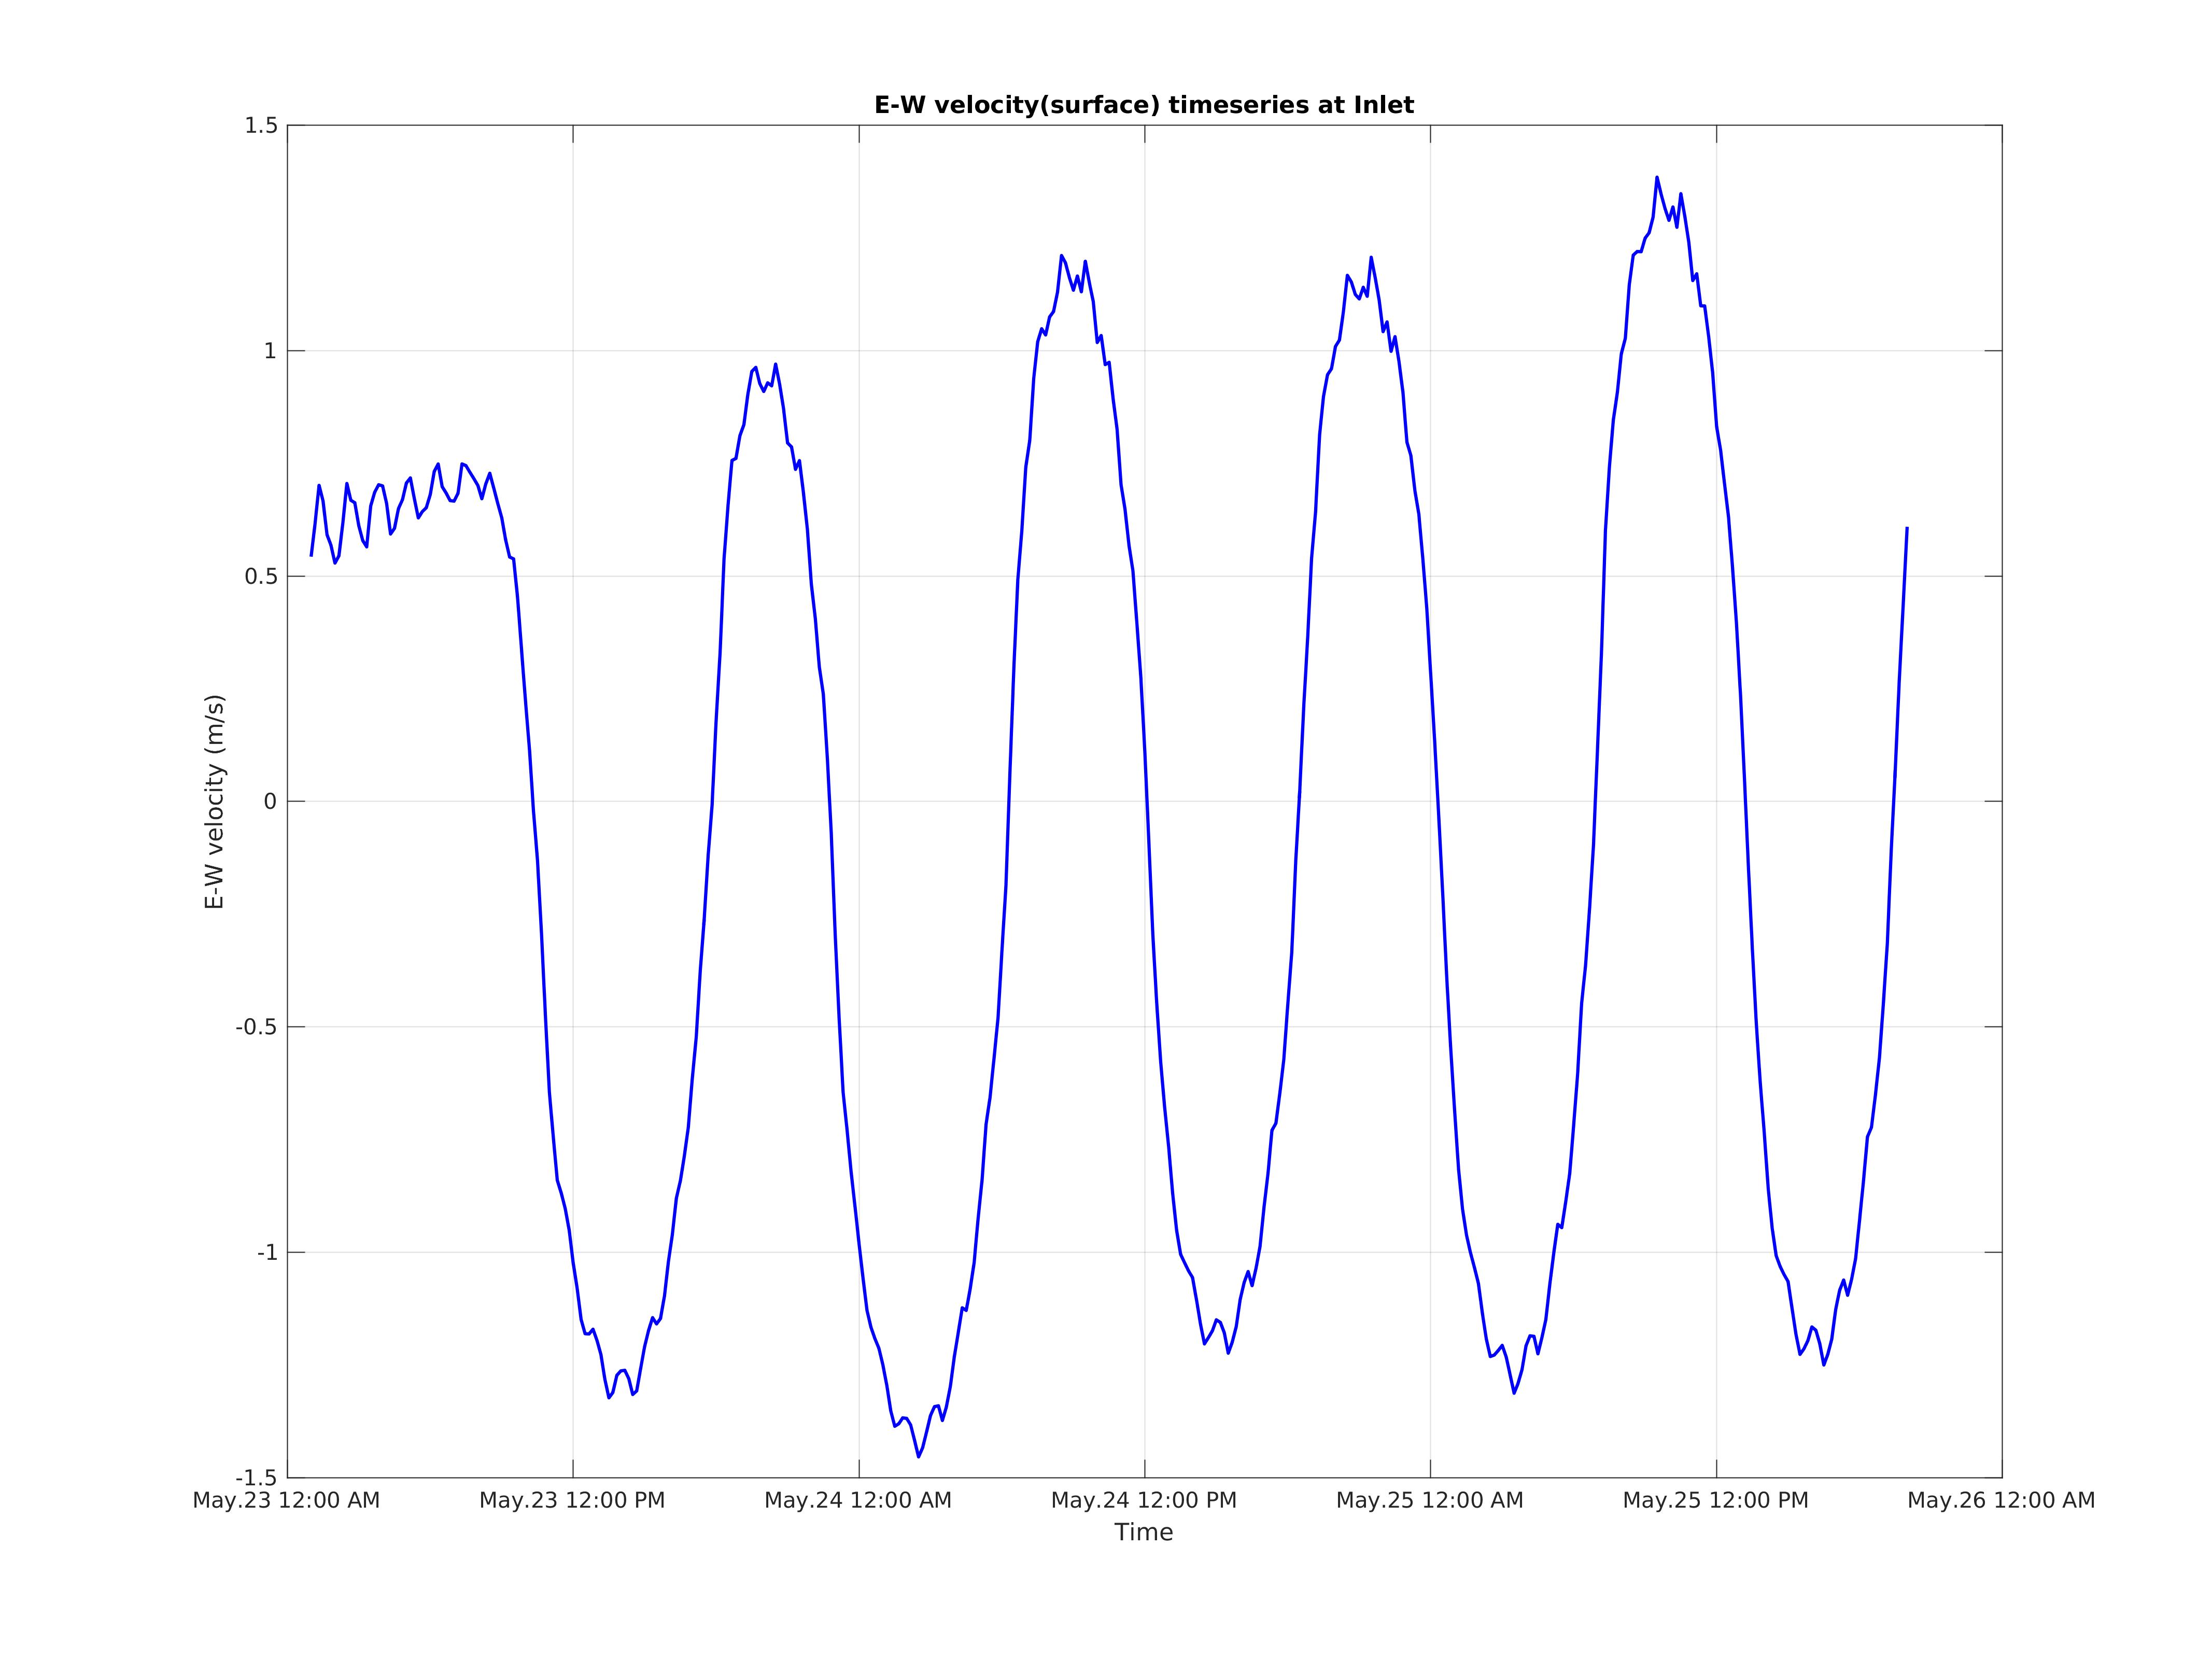 E-W velocity(surface) timeseries at Inlet
1.5
1
0.5
0
-0.5
-1
-1.5
E-W velocity (m/s)
May.23 12:00 AM
May.23 12:00 PM
May.24 12:00 AM
May.24 12:00 PM
May.25 12:00 AM
May.25 12:00 PM
May.26 12:00 AM
Time